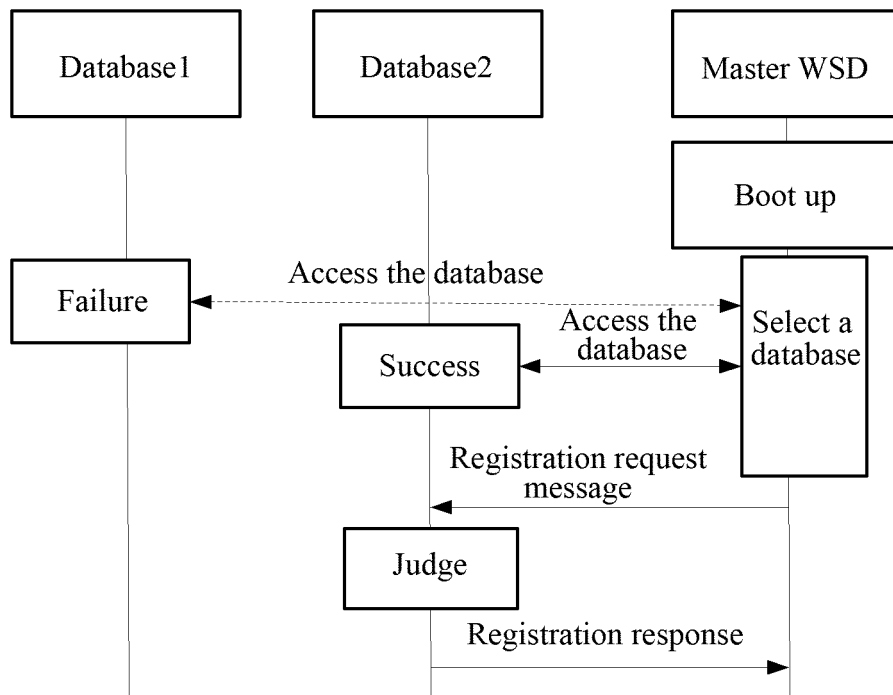 Database1
Database2
Master WSD
Boot up
Access the database
Failure
Access the
database
Select a
database
Success
Registration request
message
Judge
Registration response